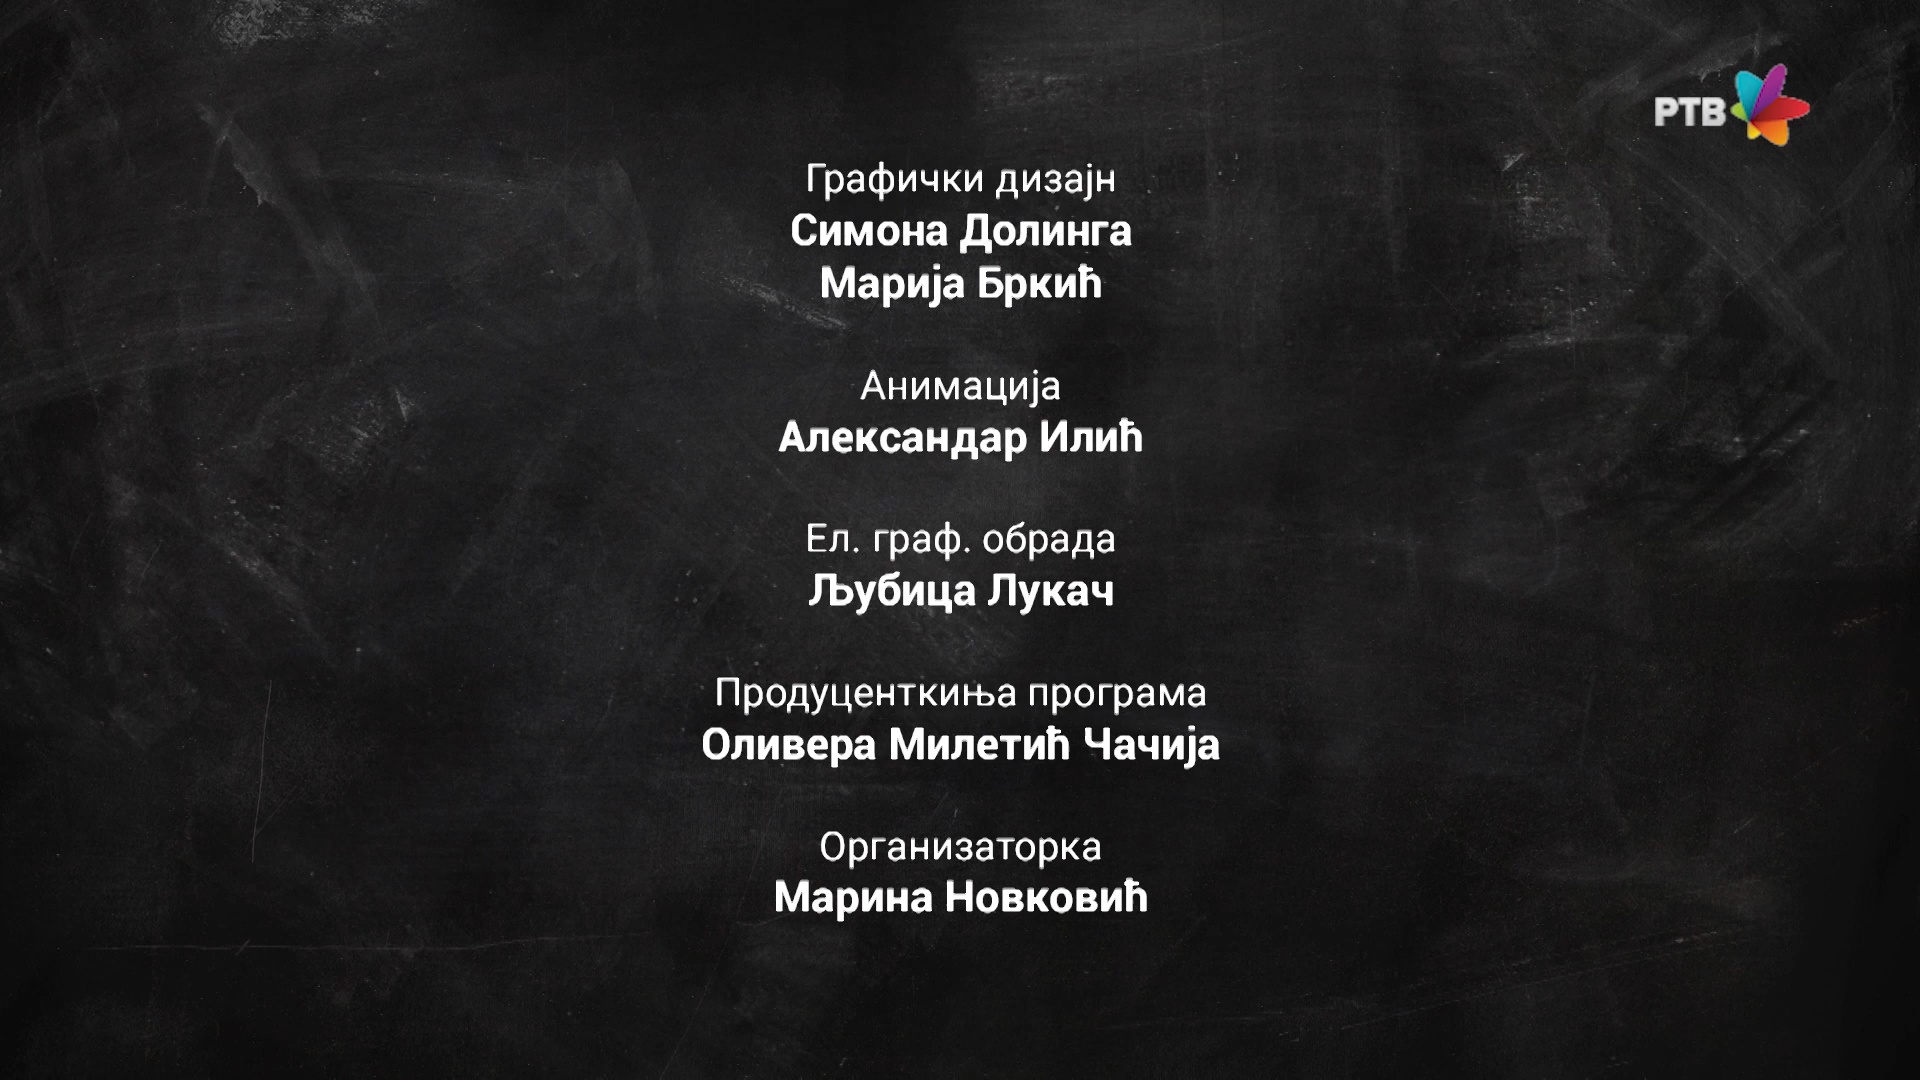 РТВ
Графички дизајн
Симона Долинга
Марија Бркић
Анимација
Александар Илић
Ел. граф. обрада
Љубица Лукач
Продуценткиња програма
Оливера Милетић Чачија
Организаторка
Марина Новковић